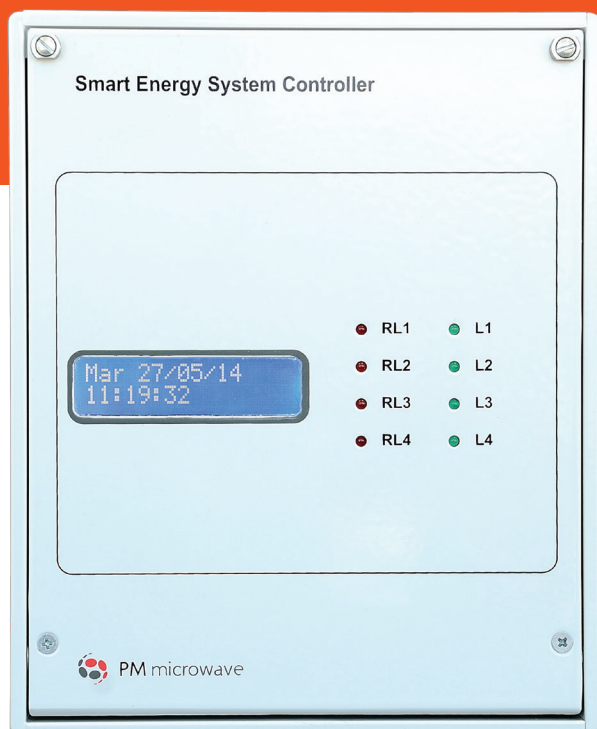 Smart Energy System Controller
Mar 27/05/14
11:19:32
RL1 L1
RL2 L2
RL3 L3
RL4 L4
PM microwave